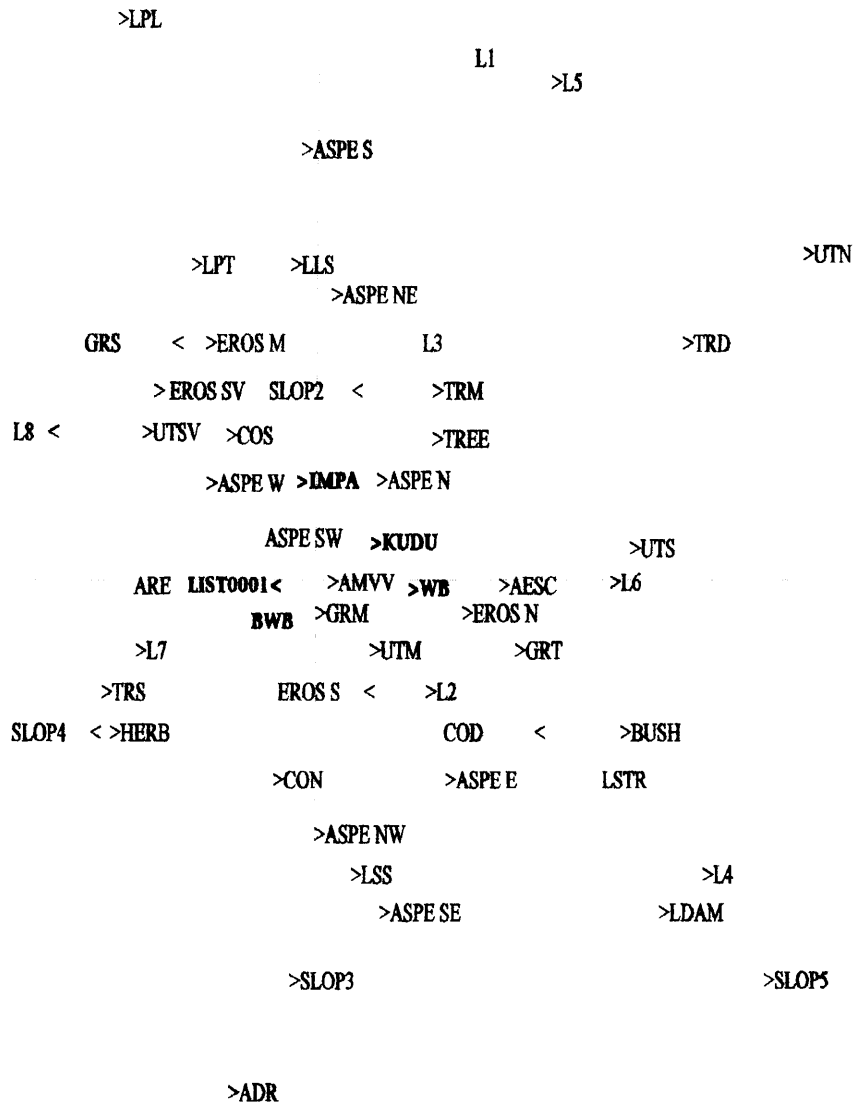 >LPL
L1
>L5
>ASPE S
>UTN
>LPT >LLS
>ASPE NE
GRS < >EROS M L3 >TRD
> EROS SV SLOP2 < >TRM
L8 < >UTSV >COS >TREE
>ASPE W >IMPA >ASPE N
ASPE SW >KUDU >UTS
ARE LIST0001< >AMVV >WB >AESC >L6
BWB >GRM >EROS N
>L7 >UTM >GRT
>TRS EROS S < >L2
SLOP4 < >HERB COD < >BUSH
>CON >ASPE E LSTR
>ASPE NW
>LSS >L4
>ASPE SE >LDAM
>SLOP3 >SLOP5
>ADR